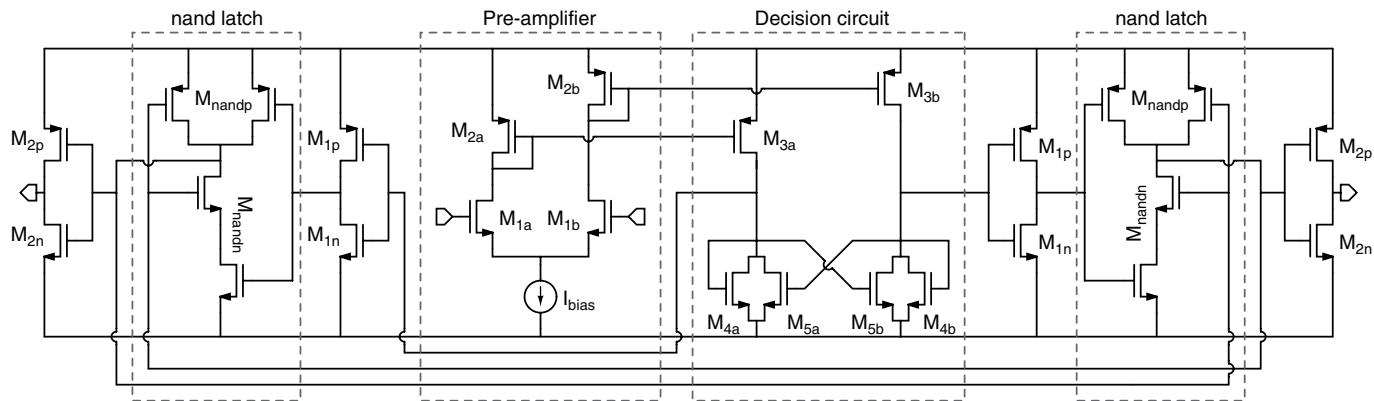 nand latch
Pre-amplifier
Decision circuit
nand latch
M2p
Mnandp
M1p
M2a
M2b
M3a
M3b
M1p
Mnandp
M2p
M2n
Mnandn
M1n
M1a
M1b
Ibias
M4a
M5a
M5b
M4b
M1n
Mnandn
M2n